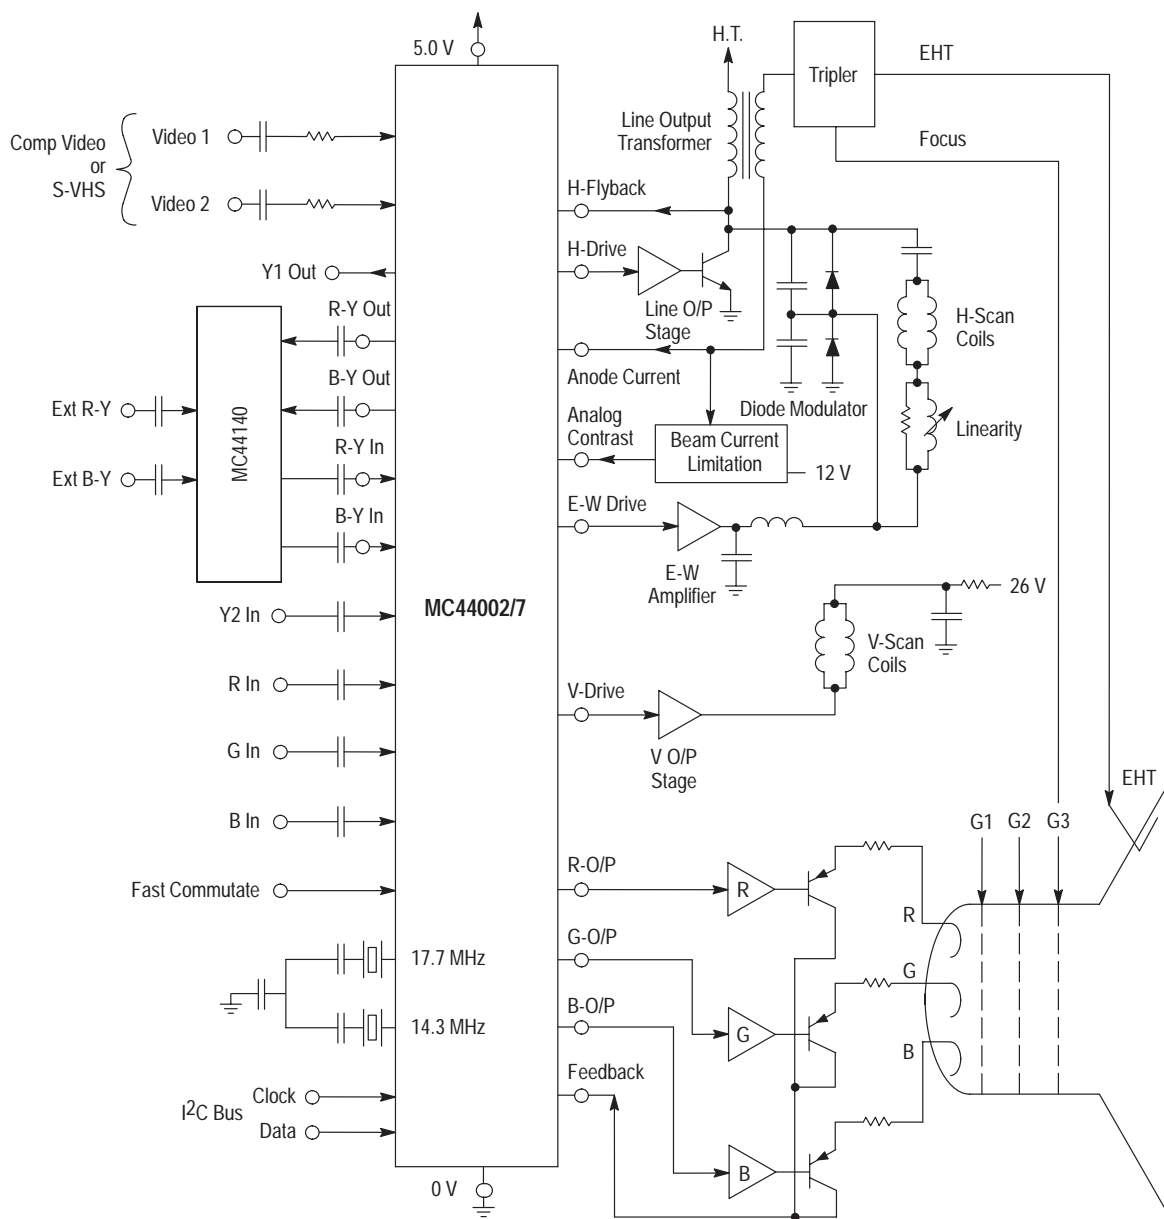 5.0 V
H.T.
Tripler
EHT
Line Output
Transformer
Focus
Comp Video
or
S-VHS
Video 1
Video 2
H-Flyback
Y1 Out
H-Drive
Line O/P
Stage
H-Scan
Coils
R-Y Out
Anode Current
B-Y Out
Ext R-Y
Ext B-Y
MC44140
Analog
Contrast
Diode Modulator
Linearity
R-Y In
Beam Current
Limitation
12 V
B-Y In
E-W Drive
E-W
Amplifier
MC44002/7
26 V
Y2 In
V-Scan
Coils
R In
V-Drive
V O/P
Stage
G In
B In
EHT
G1
G2
G3
Fast Commutate
R-O/P
R
R
17.7 MHz
G-O/P
G
14.3 MHz
B-O/P
G
B
Feedback
I2C Bus
Clock
Data
B
0 V